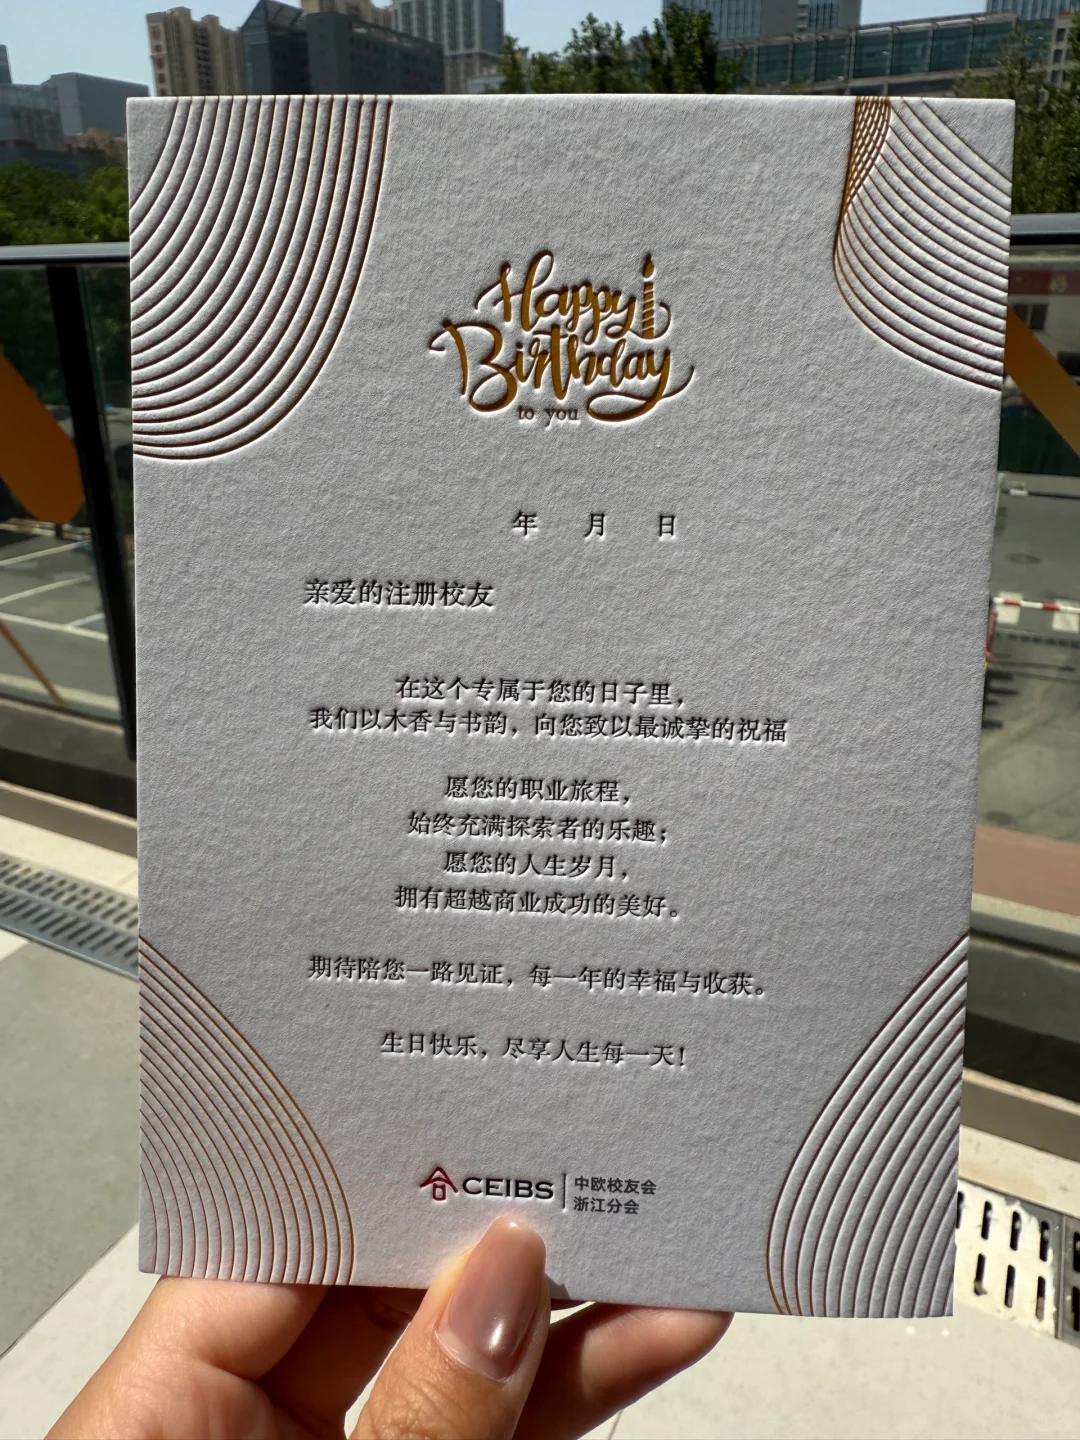 Happy
Birthday
to you
年 月 日
亲爱的注册校友
在这个专属于您的日子里，
我们以木香与书韵，向您致以最诚挚的祝福
愿您的职业旅程，
始终充满探索者的乐趣；
愿您的人生岁月，
拥有超越商业成功的美好。
期待陪您一路见证，每一年的幸福与收获。
生日快乐，尽享人生每一天！
CEIBS 中欧校友会
浙江分会